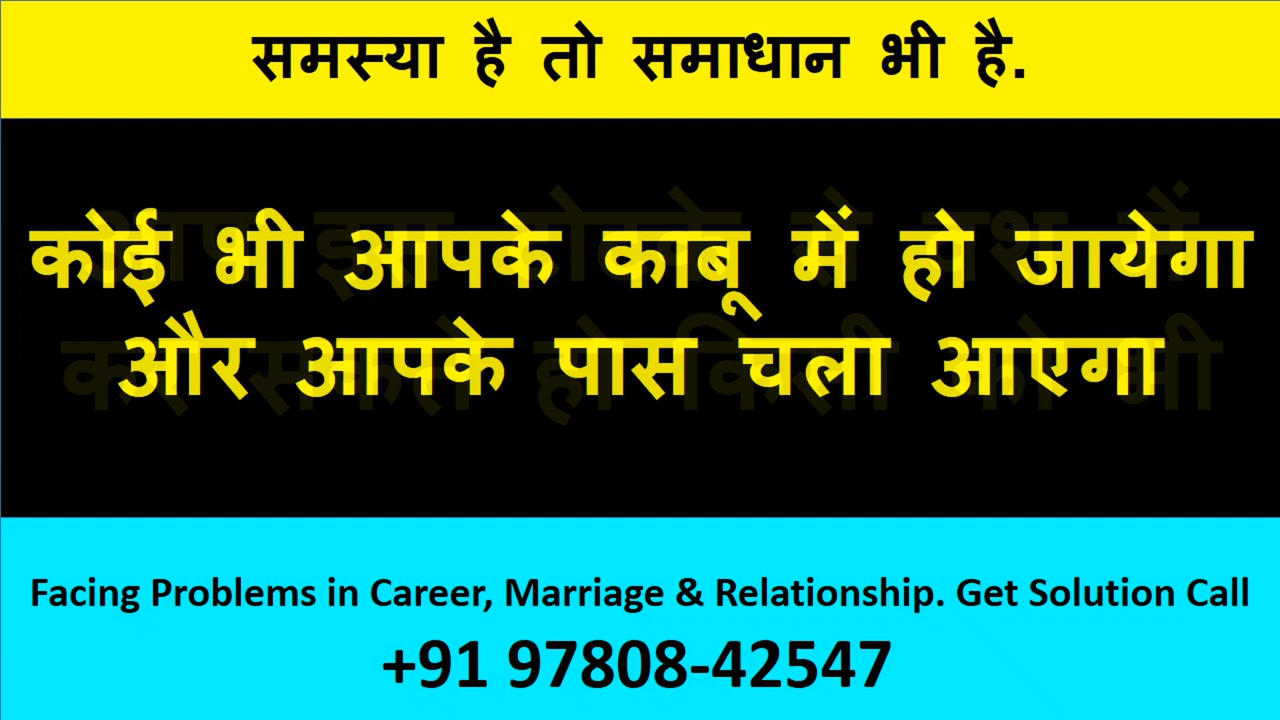 समस्या है तो समाधान भी है.
कोई भी आपके काबू में हो जायेगा
और आपके पास चला आएगा
Facing Problems in Career, Marriage & Relationship. Get Solution Call
+91 97808-42547